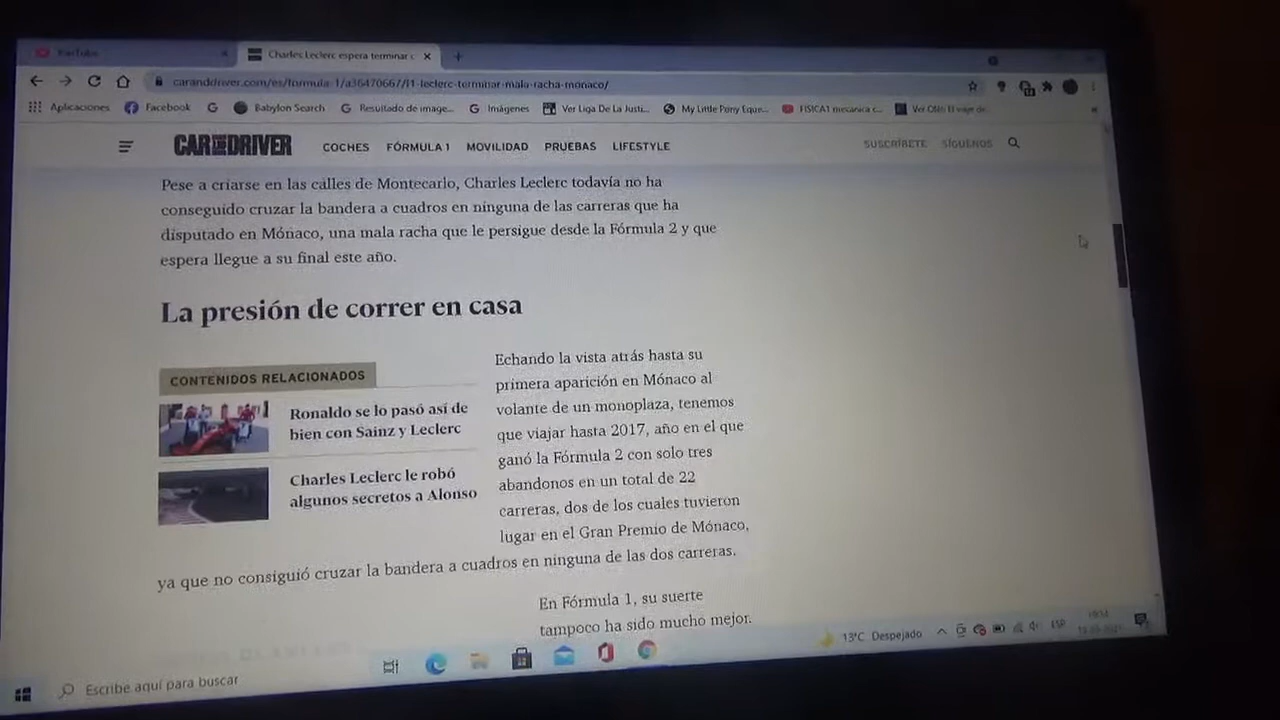 YouTube
Charles Leclerc espera terminar c
caranddriver.com/es/formula-1/a36470667/f1-leclerc-terminar-mala-racha-monaco/
Aplicaciones Facebook Babylon Search Resultado de image... Imágenes Ver Liga De La Justi... My Little Pony Eque... FISICA1 mecanica c...
CAR AND DRIVER COCHES FÓRMULA 1 MOVILIDAD PRUEBAS LIFESTYLE SUSCRÍBETE SÍGUENOS
Pese a criarse en las calles de Montecarlo, Charles Leclerc todavía no ha
conseguido cruzar la bandera a cuadros en ninguna de las carreras que ha
disputado en Mónaco, una mala racha que le persigue desde la Fórmula 2 y que
espera llegue a su final este año.
La presión de correr en casa
CONTENIDOS RELACIONADOS
Ronaldo se lo pasó así de
bien con Sainz y Leclerc
Charles Leclerc le robó
algunos secretos a Alonso
Echando la vista atrás hasta su
primera aparición en Mónaco al
volante de un monoplaza, tenemos
que viajar hasta 2017, año en el que
ganó la Fórmula 2 con solo tres
abandonos en un total de 22
carreras, dos de los cuales tuvieron
lugar en el Gran Premio de Mónaco,
ya que no consiguió cruzar la bandera a cuadros en ninguna de las dos carreras.
En Fórmula 1, su suerte
tampoco ha sido mucho mejor.
13°C Despejado ESP
Escribe aquí para buscar